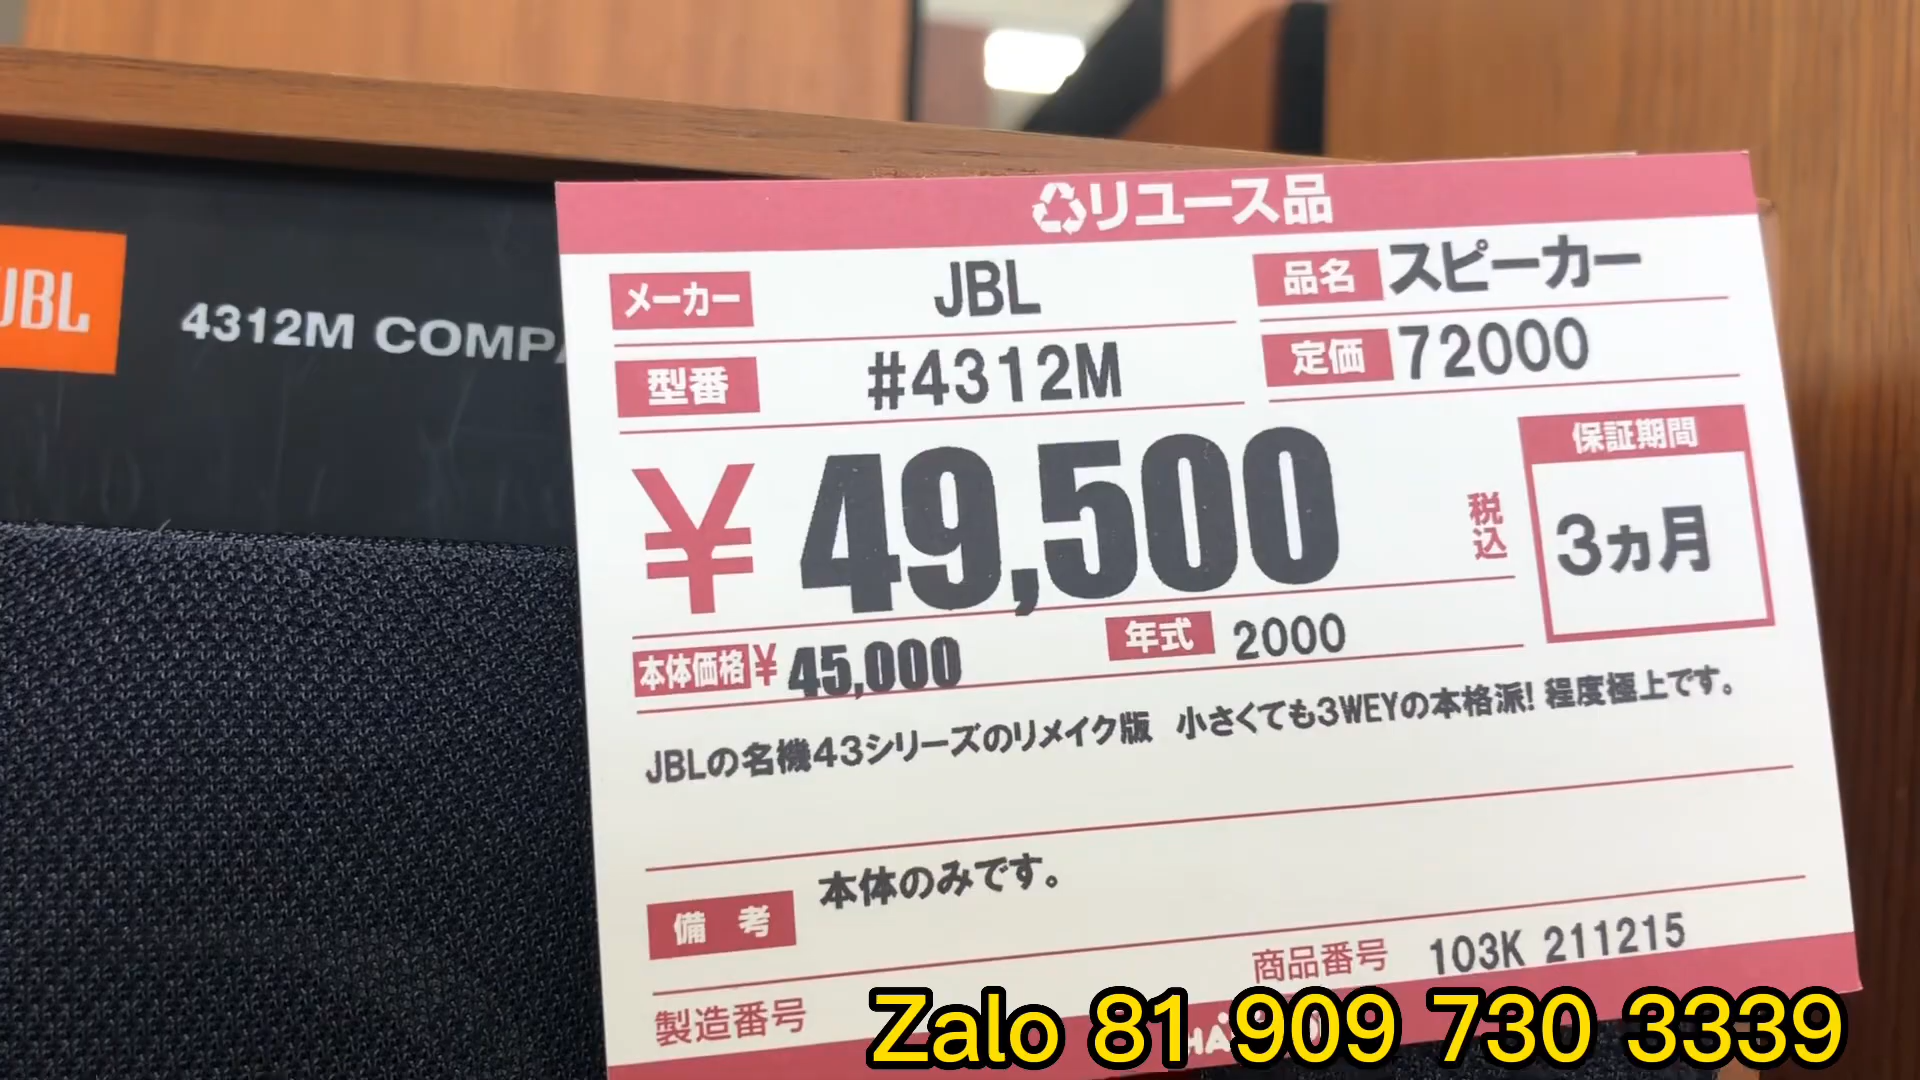 JBL
4312M COMP
リユース品
メーカー JBL
品名 スピーカー
型番 #4312M
定価 72000
¥49,500 税込
保証期間
3ヵ月
本体価格¥45,000
年式 2000
JBLの名機43シリーズのリメイク版 小さくても3WEYの本格派!程度極上です。
備考 本体のみです。
商品番号 103K 211215
製造番号
Zalo 81 909 730 3339